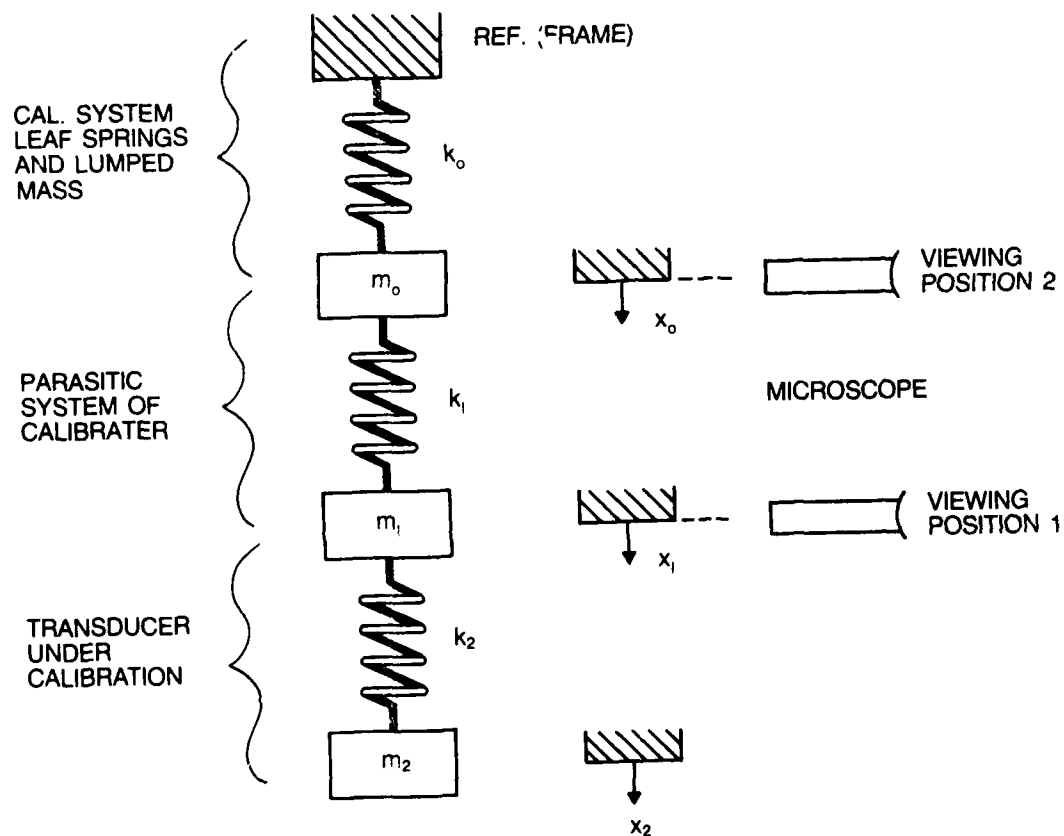 REF. (FRAME)
CAL. SYSTEM
LEAF SPRINGS
AND LUMPED
MASS
k₀
m₀
x₀
VIEWING
POSITION 2
PARASITIC
SYSTEM OF
CALIBRATER
k₁
MICROSCOPE
m₁
x₁
VIEWING
POSITION 1
TRANSDUCER
UNDER
CALIBRATION
k₂
m₂
x₂